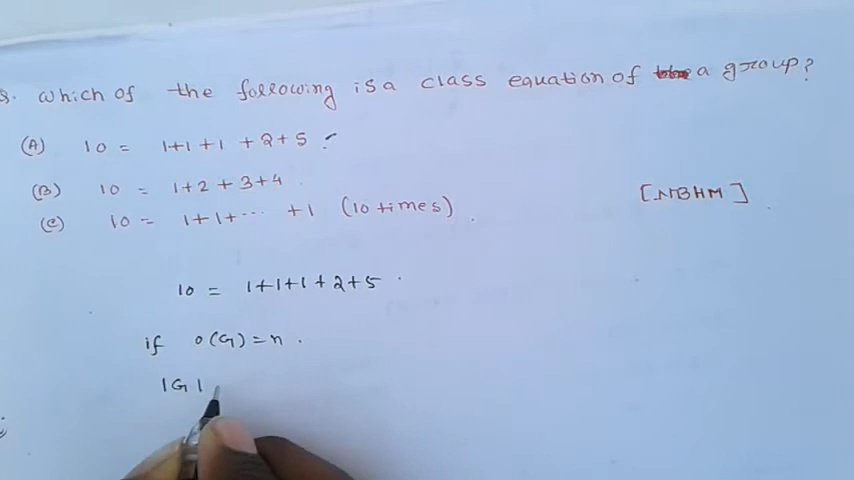 Q. Which of the following is a class equation of a group?
(A) 10 = 1+1+1+2+5
(B) 10 = 1+2+3+4
[NBHM]
(C) 10 = 1+1+⋯+1 (10 times).
10 = 1+1+1+2+5.
if o(G)=n.
|G|